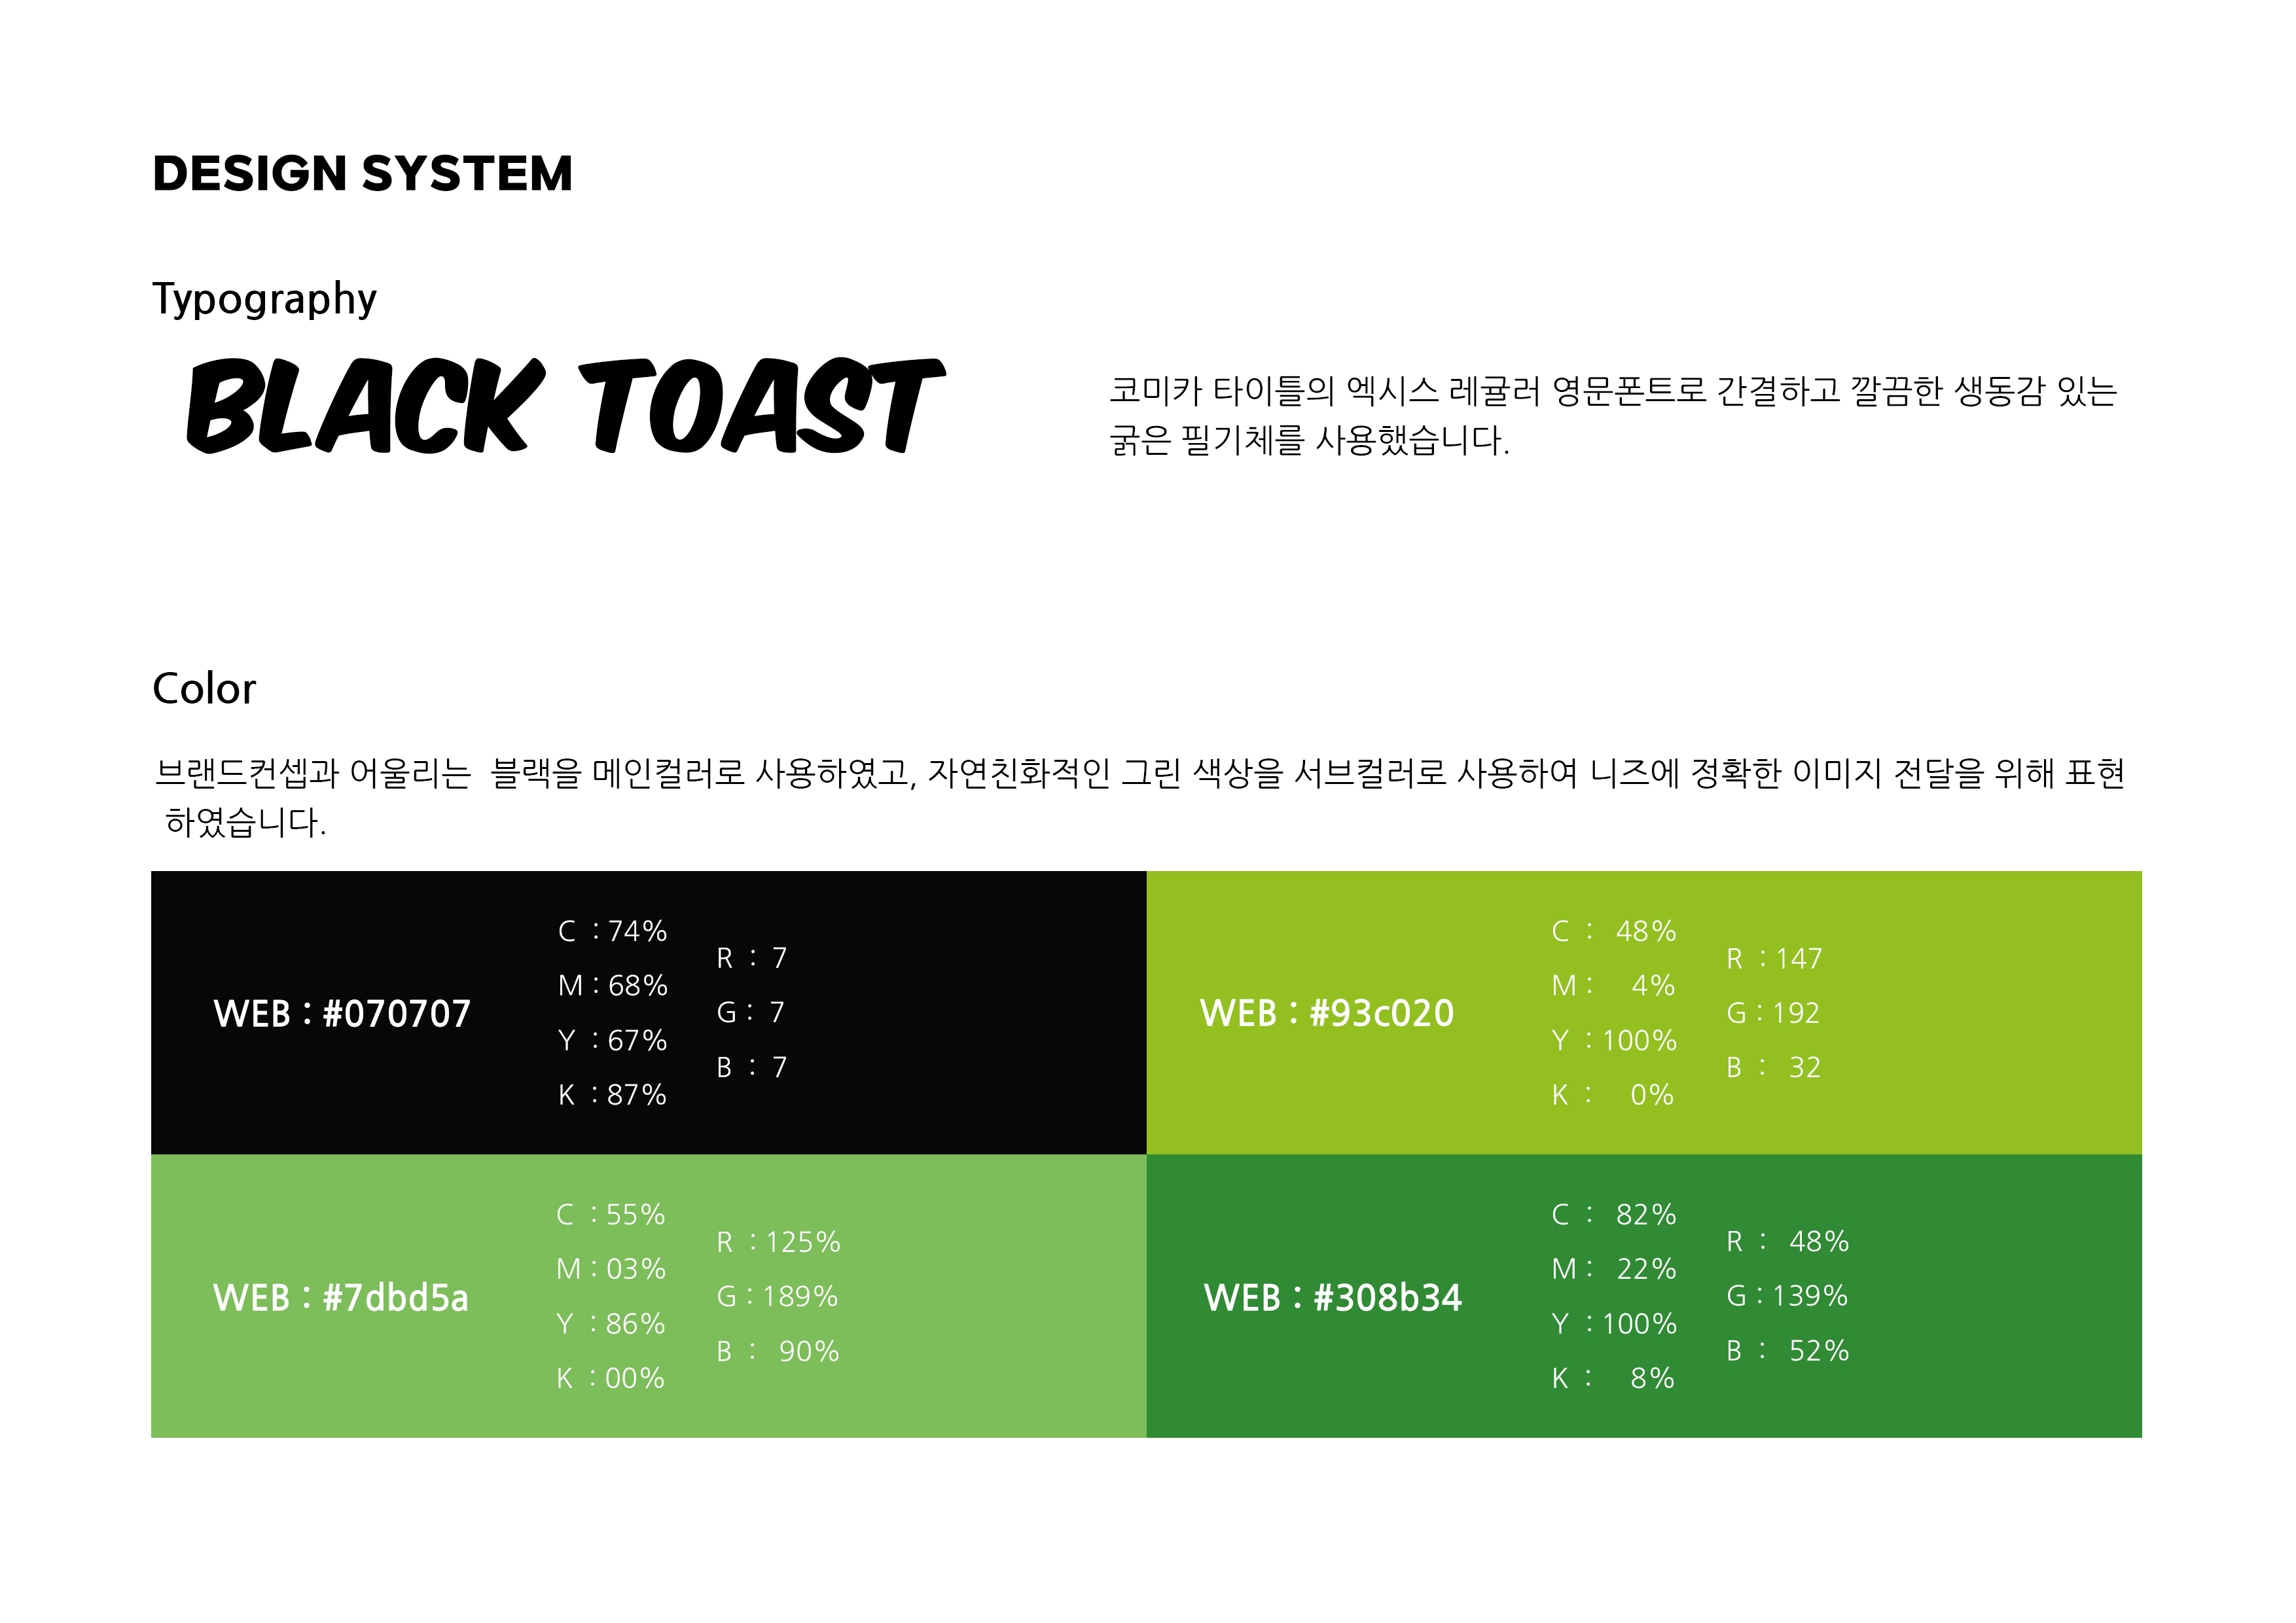 DESIGN SYSTEM
Typography
BLACK TOAST
코미카 타이틀의 엑시스 레귤러 영문폰트로 간결하고 깔끔한 생동감 있는
굵은 필기체를 사용했습니다.
Color
브랜드컨셉과 어울리는 블랙을 메인컬러로 사용하였고, 자연친화적인 그린 색상을 서브컬러로 사용하여 니즈에 정확한 이미지 전달을 위해 표현
하였습니다.
WEB : #070707
C : 74%
M : 68%
Y : 67%
K : 87%
R : 7
G : 7
B : 7
WEB : #93c020
C : 48%
M : 4%
Y : 100%
K : 0%
R : 147
G : 192
B : 32
WEB : #7dbd5a
C : 55%
M : 03%
Y : 86%
K : 00%
R : 125%
G : 189%
B : 90%
WEB : #308b34
C : 82%
M : 22%
Y : 100%
K : 8%
R : 48%
G : 139%
B : 52%